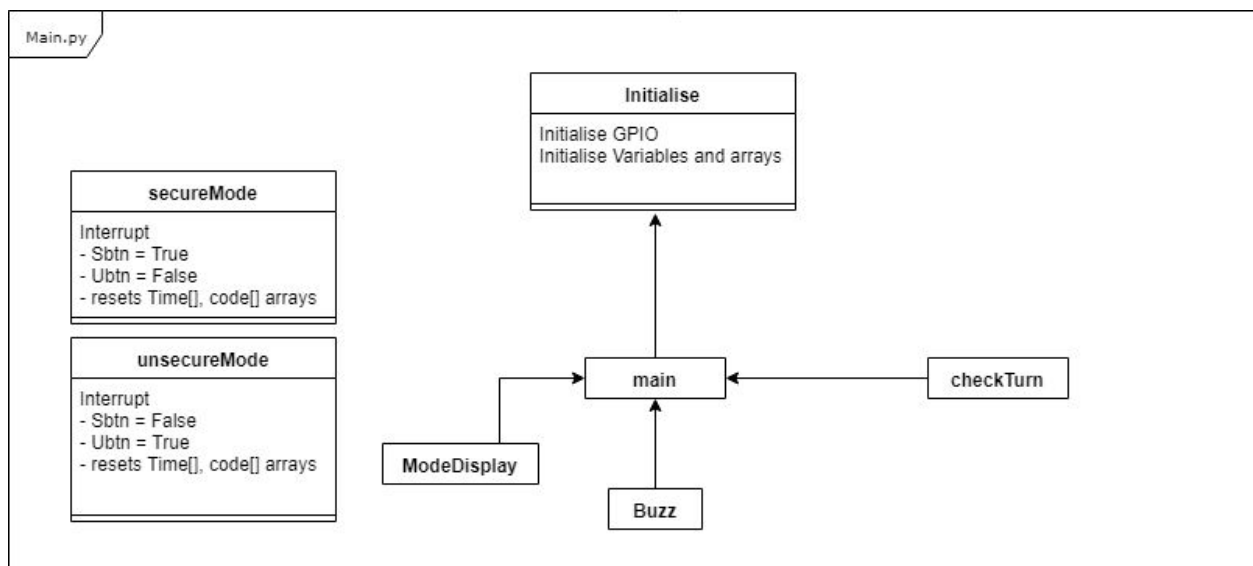 Main.py
Initialise
Initialise GPIO
Initialise Variables and arrays
secureMode
Interrupt
- Sbtn = True
- Ubtn = False
- resets Time[], code[] arrays
unsecureMode
Interrupt
- Sbtn = False
- Ubtn = True
- resets Time[], code[] arrays
main
checkTurn
ModeDisplay
Buzz